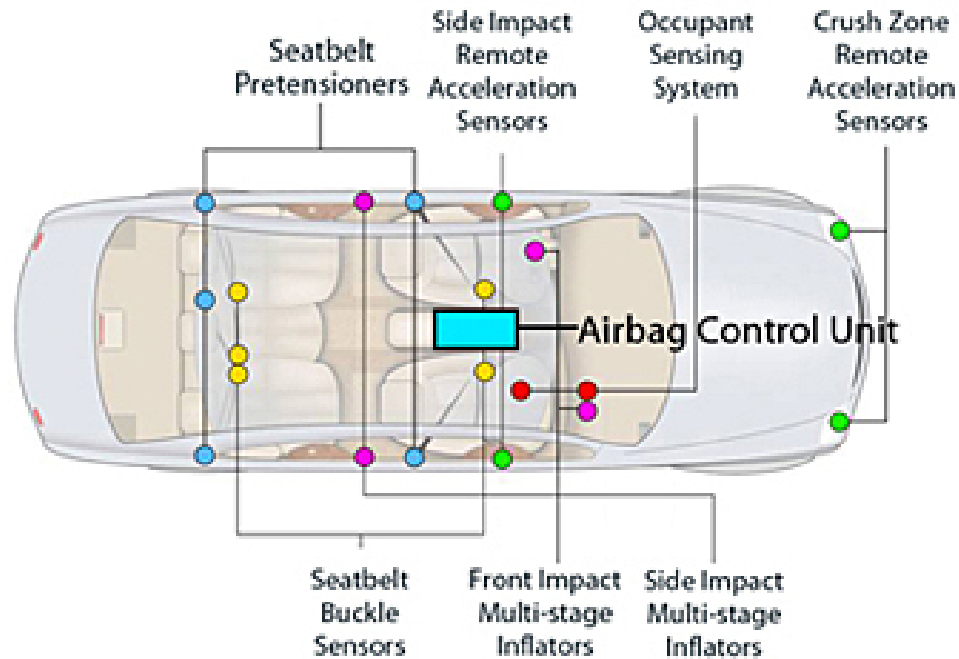 Seatbelt
Pretensioners
Side Impact
Remote
Acceleration
Sensors
Occupant
Sensing
System
Crush Zone
Remote
Acceleration
Sensors
Airbag Control Unit
Seatbelt
Buckle
Sensors
Front Impact
Multi-stage
Inflators
Side Impact
Multi-stage
Inflators